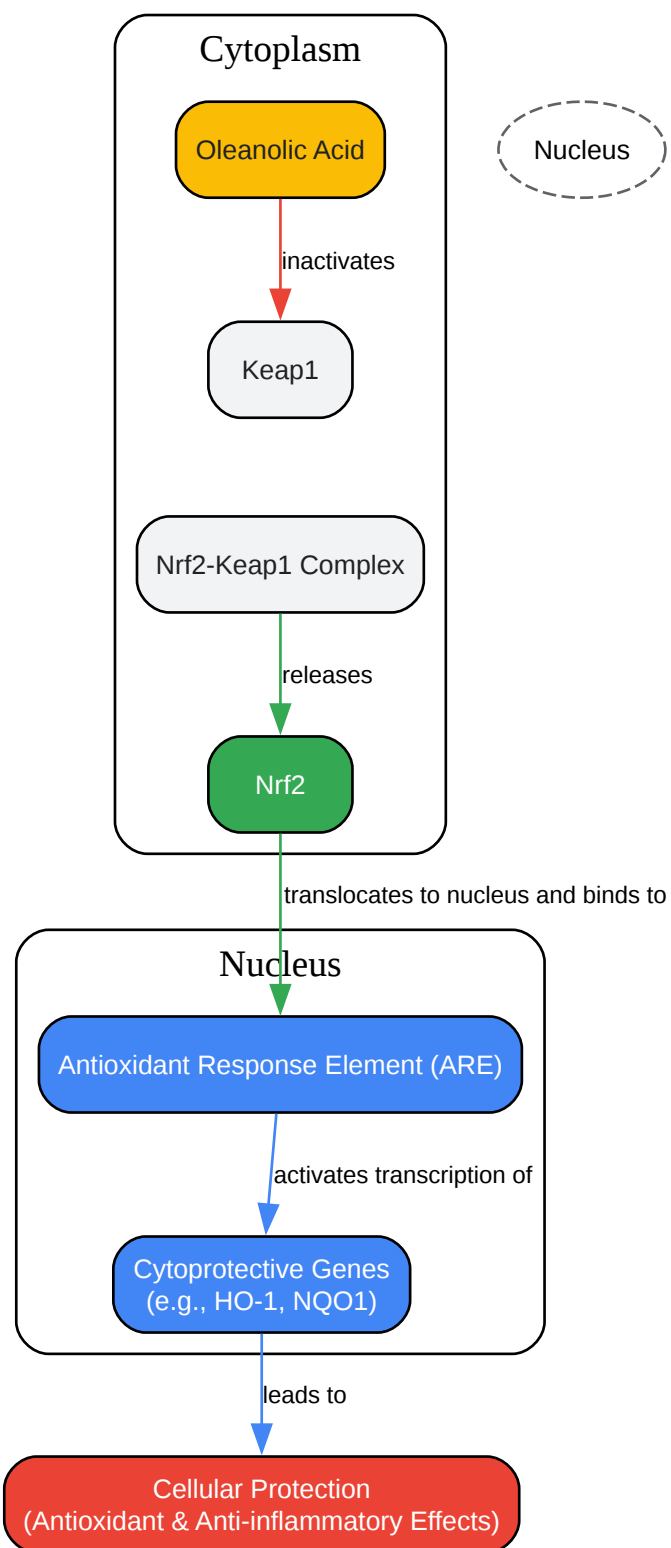 Cytoplasm
Oleanolic Acid
Nucleus
inactivates
Keap1
Nrf2-Keap1 Complex
releases
Nrf2
translocates to nucleus and binds to
Nucleus
Antioxidant Response Element (ARE)
activates transcription of
Cytoprotective Genes
(e.g., HO-1, NQO1)
leads to
Cellular Protection
(Antioxidant & Anti-inflammatory Effects)